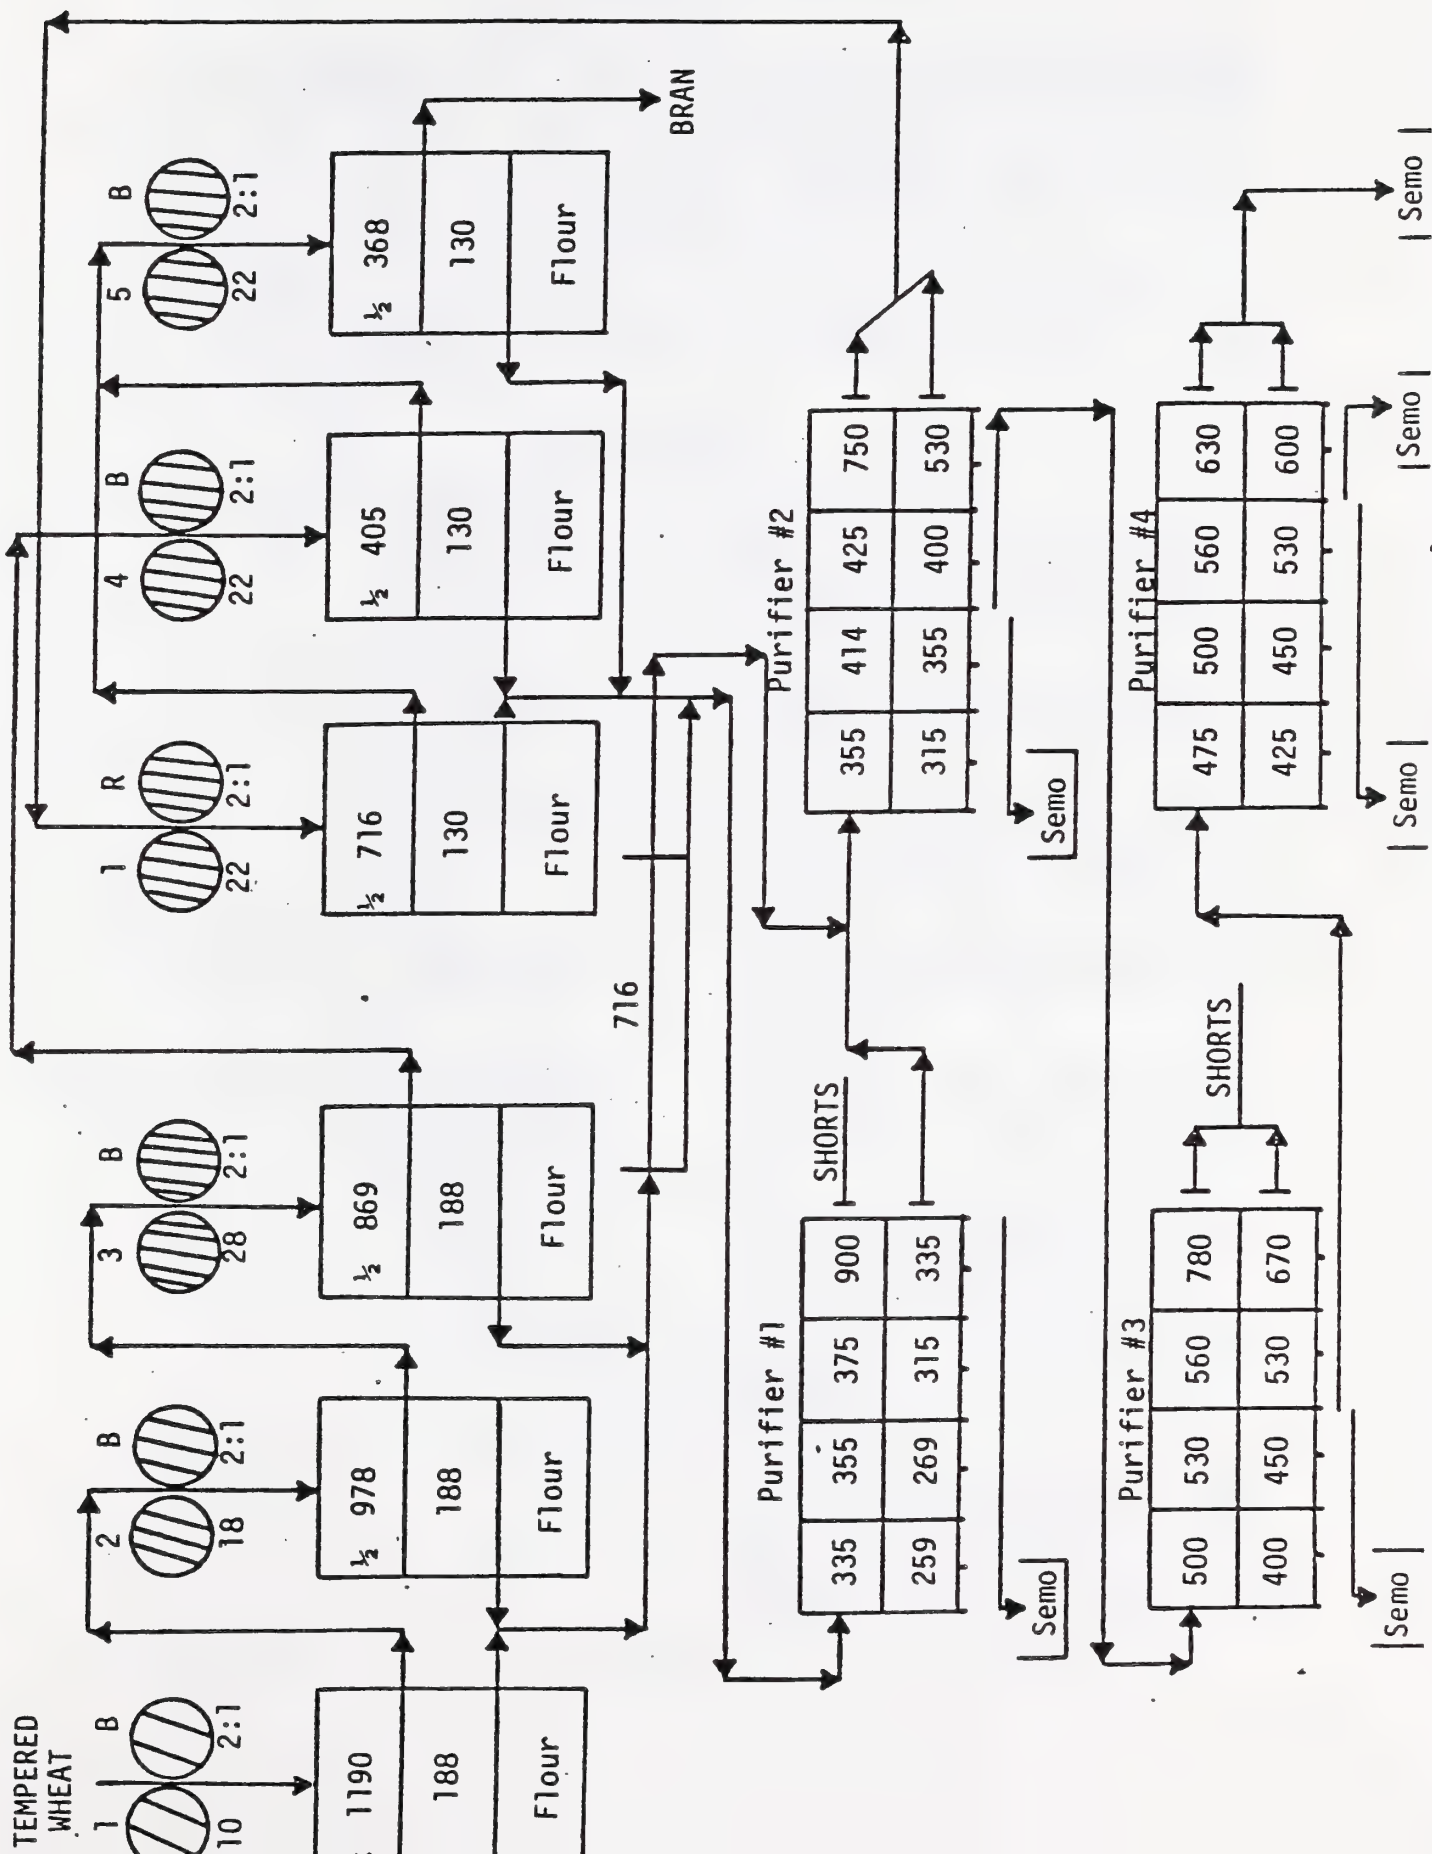 TEMPERED
WHEAT
1 B 2 B 3 B 1 R 4 B 5 B
10 2:1 18 2:1 28 2:1 22 2:1 22 2:1 22 2:1
1190 ½ 978 ½ 869 ½ 716 ½ 405 ½ 368
188 188 188 130 130 130
Flour Flour Flour Flour Flour Flour
716
BRAN
Purifier #1 SHORTS Purifier #2
335 355 375 900 355 414 425 750
259 269 315 335 315 355 400 530
Semo Semo
Purifier #3 SHORTS Purifier #4
500 530 560 780 475 500 560 630
400 450 530 670 425 450 530 600
Semo Semo Semo Semo